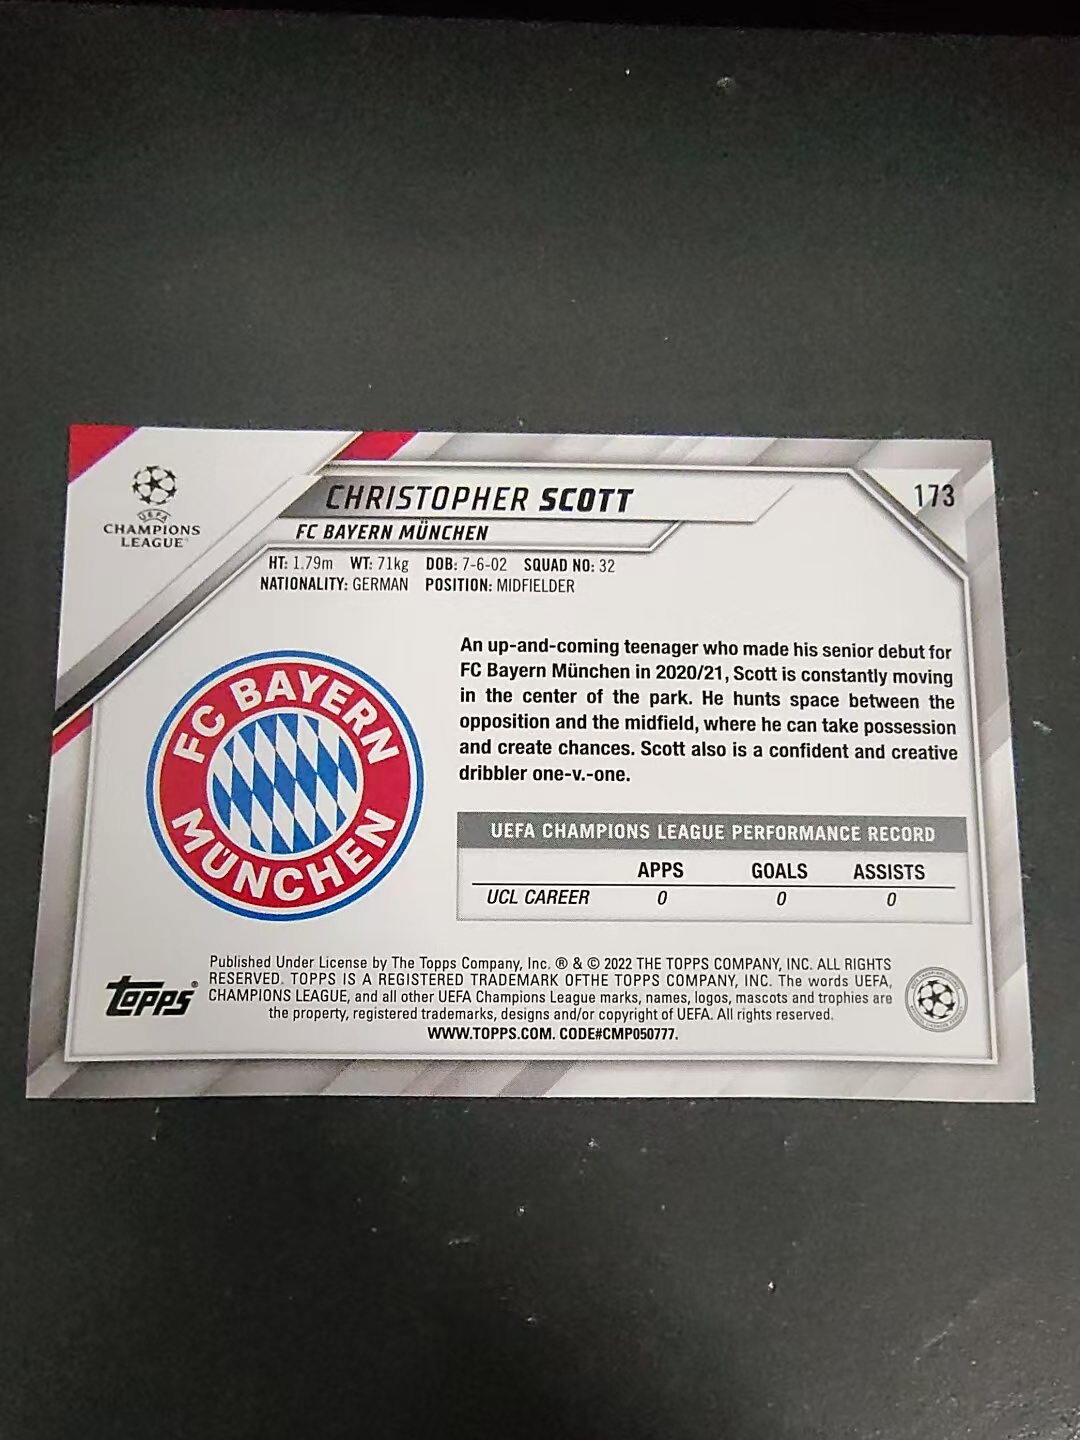 CHRISTOPHER SCOTT
173
FC BAYERN MÜNCHEN
UEFA
CHAMPIONS
LEAGUE
HT: 1.79m WT: 71kg DOB: 7-6-02 SQUAD NO: 32
NATIONALITY: GERMAN POSITION: MIDFIELDER
An up-and-coming teenager who made his senior debut for
FC Bayern München in 2020/21, Scott is constantly moving
in the center of the park. He hunts space between the
opposition and the midfield, where he can take possession
and create chances. Scott also is a confident and creative
dribbler one-v.-one.
FC BAYERN
MÜNCHEN
UEFA CHAMPIONS LEAGUE PERFORMANCE RECORD
APPS GOALS ASSISTS
UCL CAREER 0 0 0
Published Under License by The Topps Company, Inc. ® & © 2022 THE TOPPS COMPANY, INC. ALL RIGHTS
RESERVED. TOPPS IS A REGISTERED TRADEMARK OFTHE TOPPS COMPANY, INC. The words UEFA,
CHAMPIONS LEAGUE, and all other UEFA Champions League marks, names, logos, mascots and trophies are
the property, registered trademarks, designs and/or copyright of UEFA. All rights reserved.
WWW.TOPPS.COM. CODE#CMP050777.
topps®